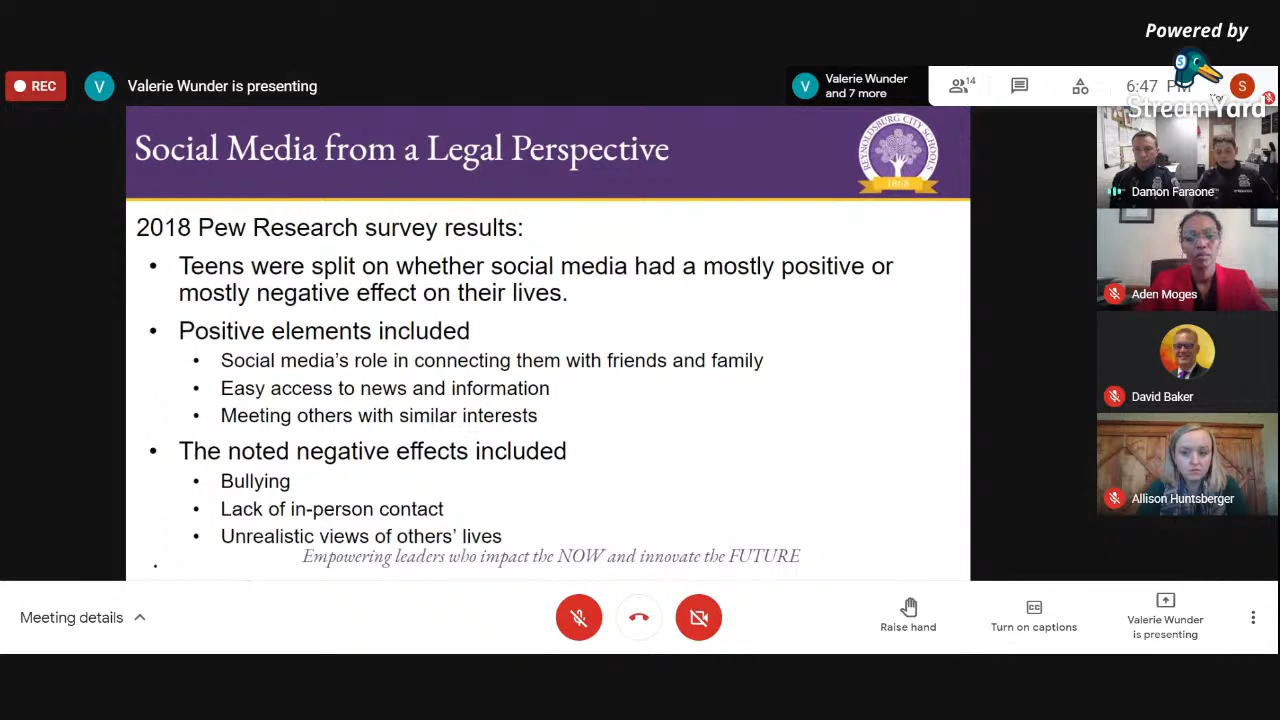 Powered by
REC
V
Valerie Wunder is presenting
V
Valerie Wunder
and 7 more
14
6:47 PM
S
StreamYard
Social Media from a Legal Perspective
REYNOLDSBURG CITY SCHOOLS
1868
2018 Pew Research survey results:
• Teens were split on whether social media had a mostly positive or
mostly negative effect on their lives.
• Positive elements included
• Social media's role in connecting them with friends and family
• Easy access to news and information
• Meeting others with similar interests
• The noted negative effects included
• Bullying
• Lack of in-person contact
• Unrealistic views of others' lives
Empowering leaders who impact the NOW and innovate the FUTURE
Damon Faraone
Aden Moges
David Baker
Allison Huntsberger
Meeting details
Raise hand
CC
Turn on captions
Valerie Wunder
is presenting